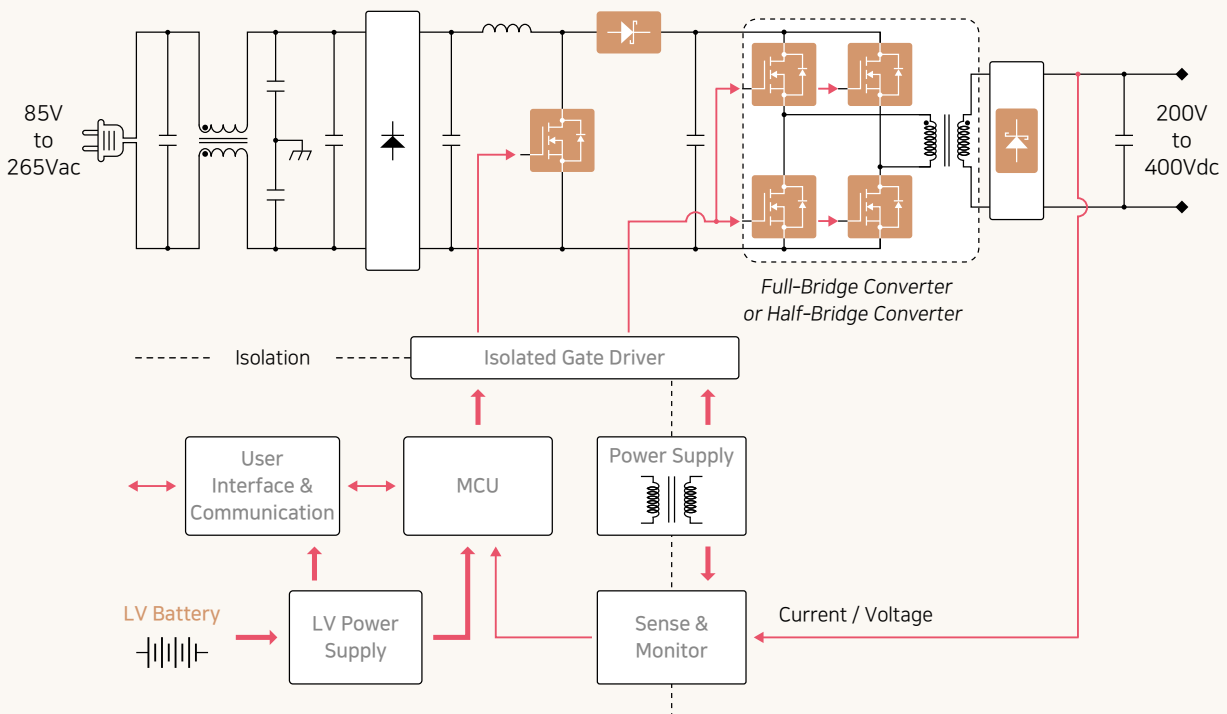 85V
to
265Vac
200V
to
400Vdc
Full-Bridge Converter
or Half-Bridge Converter
Isolation
Isolated Gate Driver
User
Interface &
Communication
MCU
Power Supply
LV Battery
LV Power
Supply
Sense &
Monitor
Current / Voltage